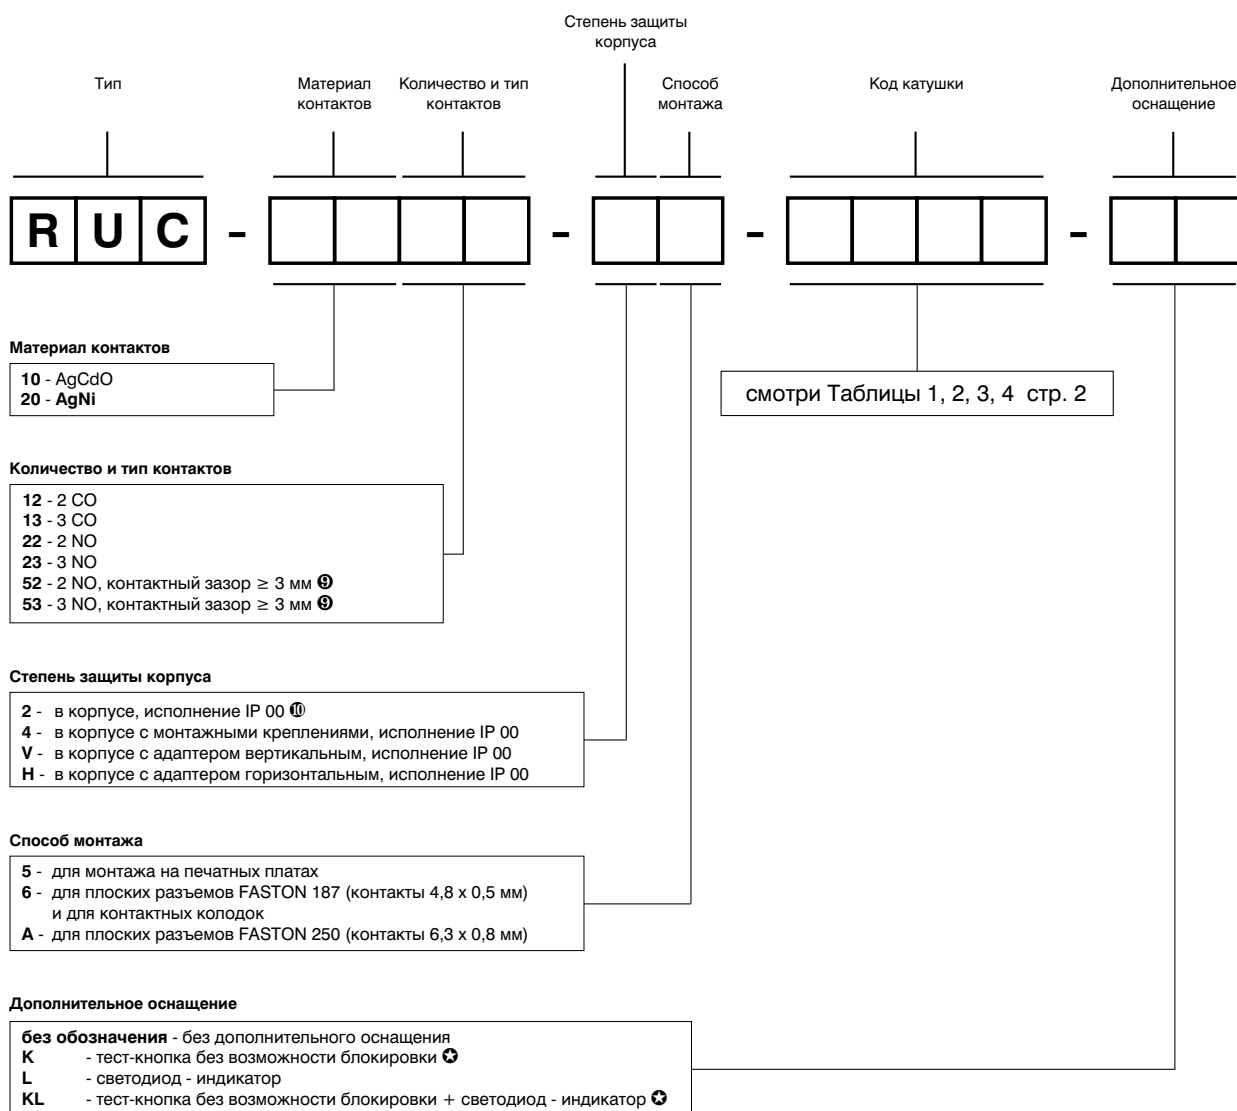 Степень защиты
корпуса
Тип
Материал
контактов
Количество и тип
контактов
Способ
монтажа
Код катушки
Дополнительное
оснащение
R U C - - - -
Материал контактов
10 - AgCdO
20 - AgNi
смотри Таблицы 1, 2, 3, 4 стр. 2
Количество и тип контактов
12 - 2 CO
13 - 3 CO
22 - 2 NO
23 - 3 NO
52 - 2 NO, контактный зазор ≥ 3 мм ❾
53 - 3 NO, контактный зазор ≥ 3 мм ❾
Степень защиты корпуса
2 - в корпусе, исполнение IP 00 ❿
4 - в корпусе с монтажными креплениями, исполнение IP 00
V - в корпусе с адаптером вертикальным, исполнение IP 00
H - в корпусе с адаптером горизонтальным, исполнение IP 00
Способ монтажа
5 - для монтажа на печатных платах
6 - для плоских разъемов FASTON 187 (контакты 4,8 x 0,5 мм)
и для контактных колодок
A - для плоских разъемов FASTON 250 (контакты 6,3 x 0,8 мм)
Дополнительное оснащение
без обозначения - без дополнительного оснащения
K - тест-кнопка без возможности блокировки ✪
L - светодиод - индикатор
KL - тест-кнопка без возможности блокировки + светодиод - индикатор ✪